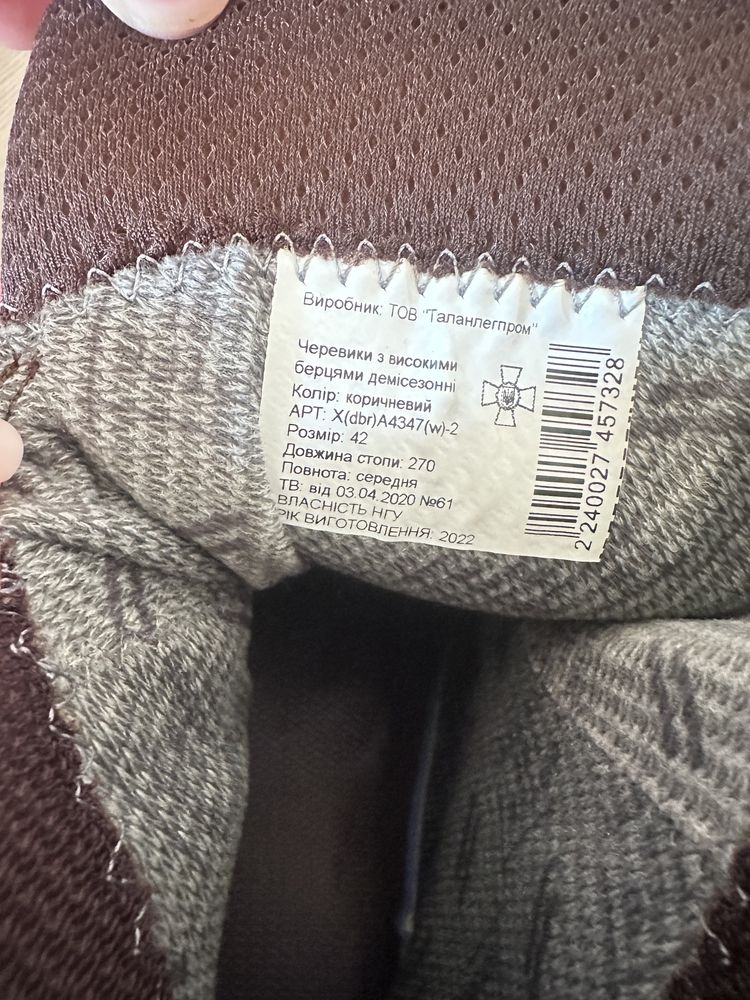 Виробник: ТОВ "Таланлегпром"
Черевики з високими
берцями демісезонні
Колір: коричневий
АРТ: X(dbr)A4347(w)-2
Розмір: 42
Довжина стопи: 270
Повнота: середня
ТВ: від 03.04.2020 №61
ВЛАСНІСТЬ НГУ
РІК ВИГОТОВЛЕННЯ: 2022
2 240027 457328